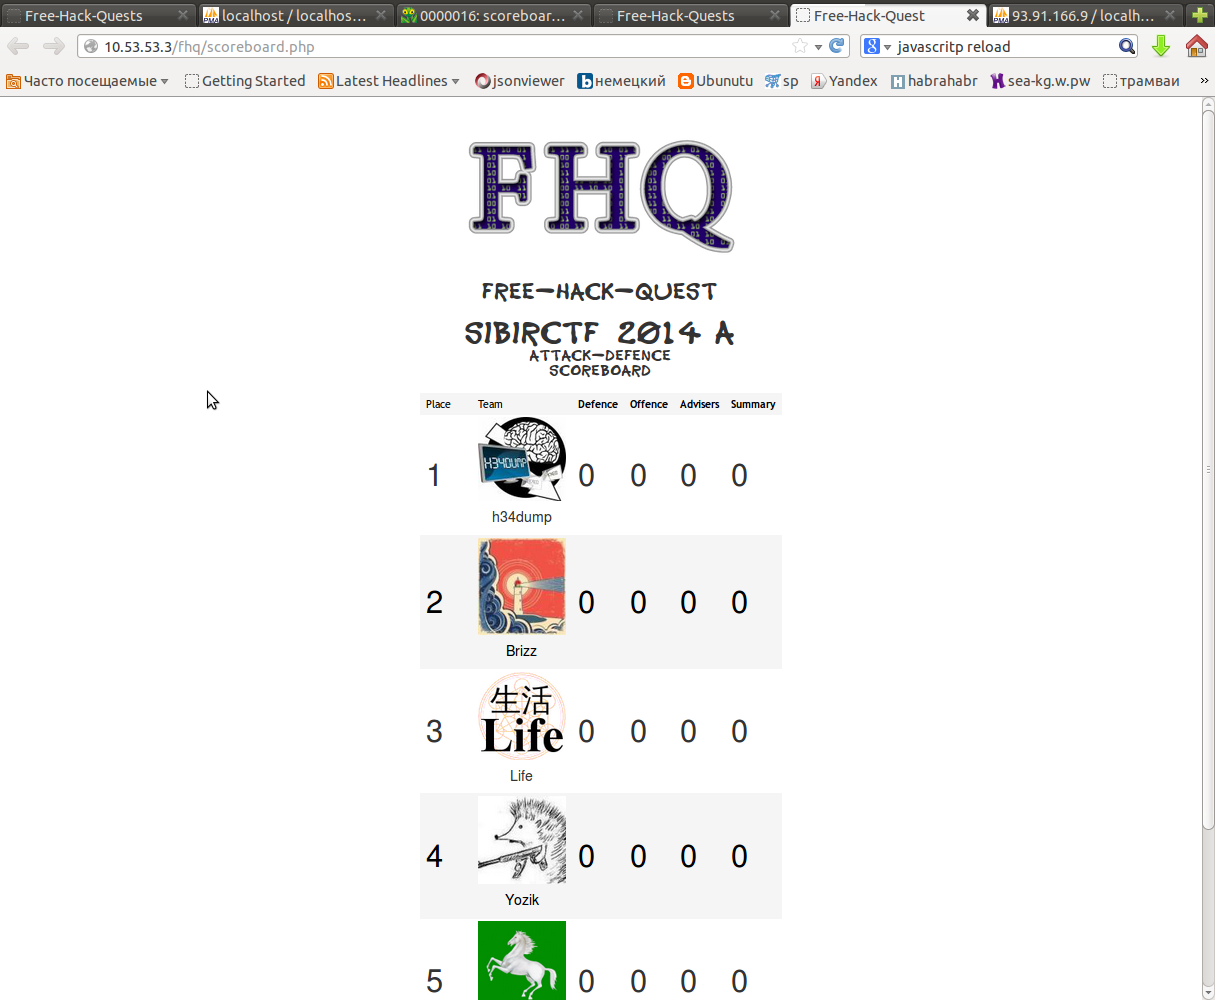 Free-Hack-Quests
localhost / localhos...
0000016: scoreboar...
Free-Hack-Quests
Free-Hack-Quest
93.91.166.9 / localh...
10.53.53.3/fhq/scoreboard.php
javascritp reload
Часто посещаемые
Getting Started
Latest Headlines
jsonviewer
немецкий
Ubunutu
sp
Yandex
habrahabr
sea-kg.w.pw
трамваи
»
FHQ
FREE-HACK-QUEST
SIBIRCTF 2014 A
ATTACK-DEFENCE
SCOREBOARD
Place Team Defence Offence Advisers Summary
H34DUMP
1 0 0 0 0
h34dump
2 0 0 0 0
Brizz
生活
Life
3 0 0 0 0
Life
4 0 0 0 0
Yozik
5 0 0 0 0